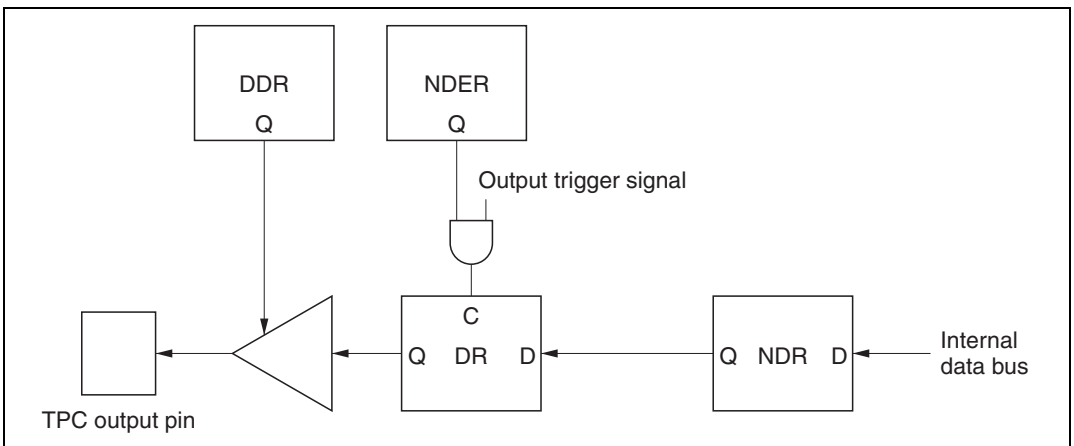 DDR
Q
NDER
Q
Output trigger signal
C
Q DR D
Q NDR D
Internal
data bus
TPC output pin